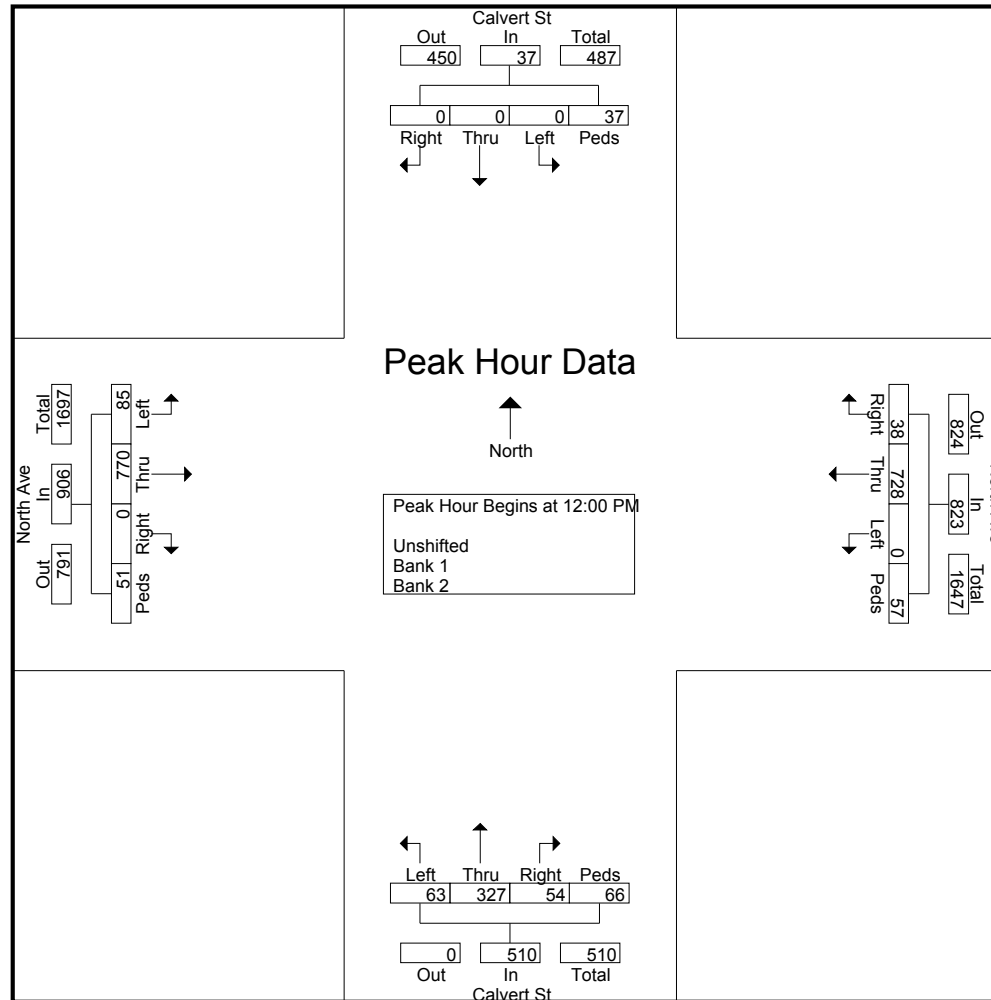 Calvert St
Out In Total
450 37 487
0 0 0 37
Right Thru Left Peds
Peak Hour Data
North
Peak Hour Begins at 12:00 PM
Unshifted
Bank 1
Bank 2
North Ave
Out In Total
791 906 1697
Left Thru Right Peds
85 770 0 51
Out In Total
824 823 1647
38 728 0 57
Right Thru Left Peds
Left Thru Right Peds
63 327 54 66
0 510 510
Out In Total
Calvert St